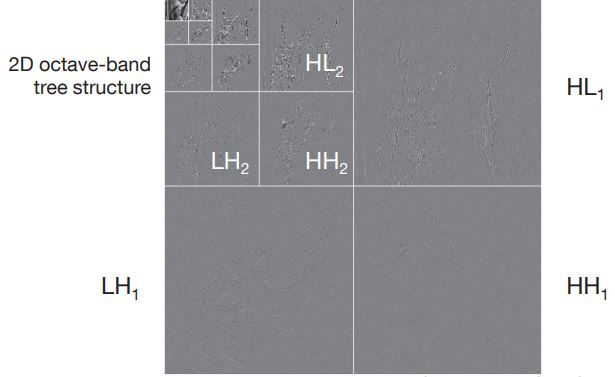 2D octave-band
tree structure
HL2
HL1
LH2
HH2
LH1
HH1